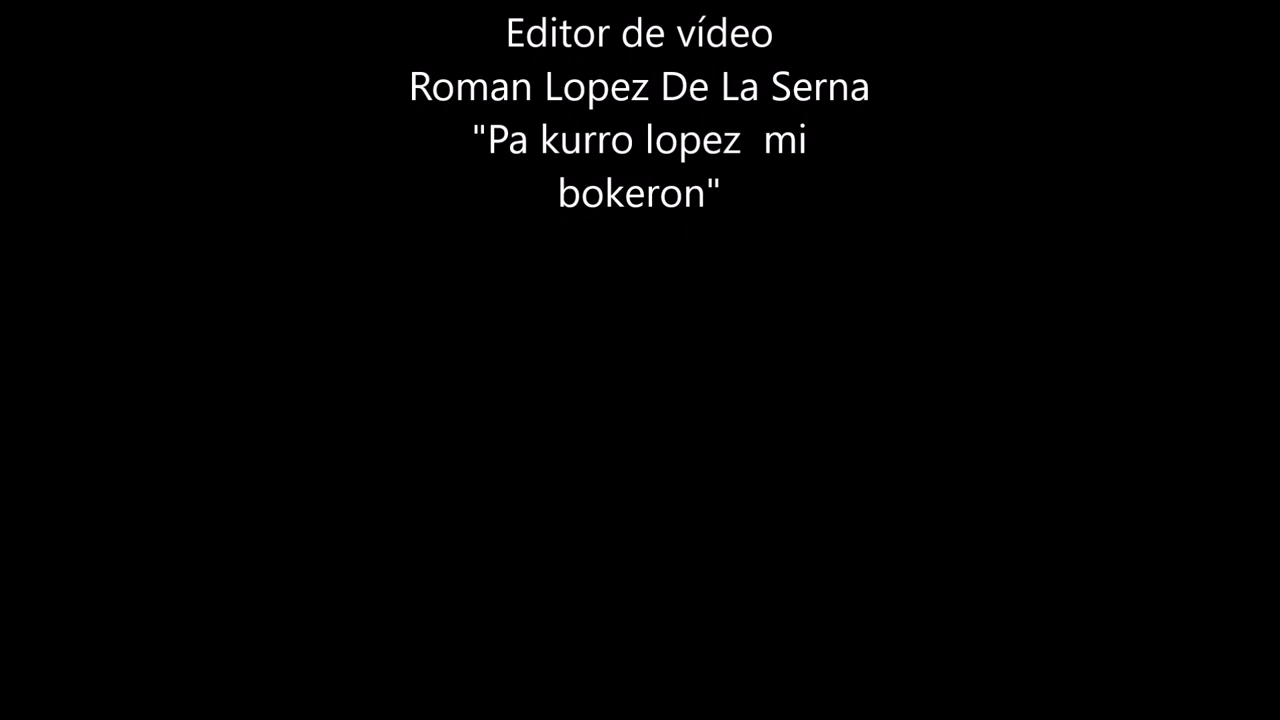 Editor de vídeo
Roman Lopez De La Serna
"Pa kurro lopez  mi
bokeron"